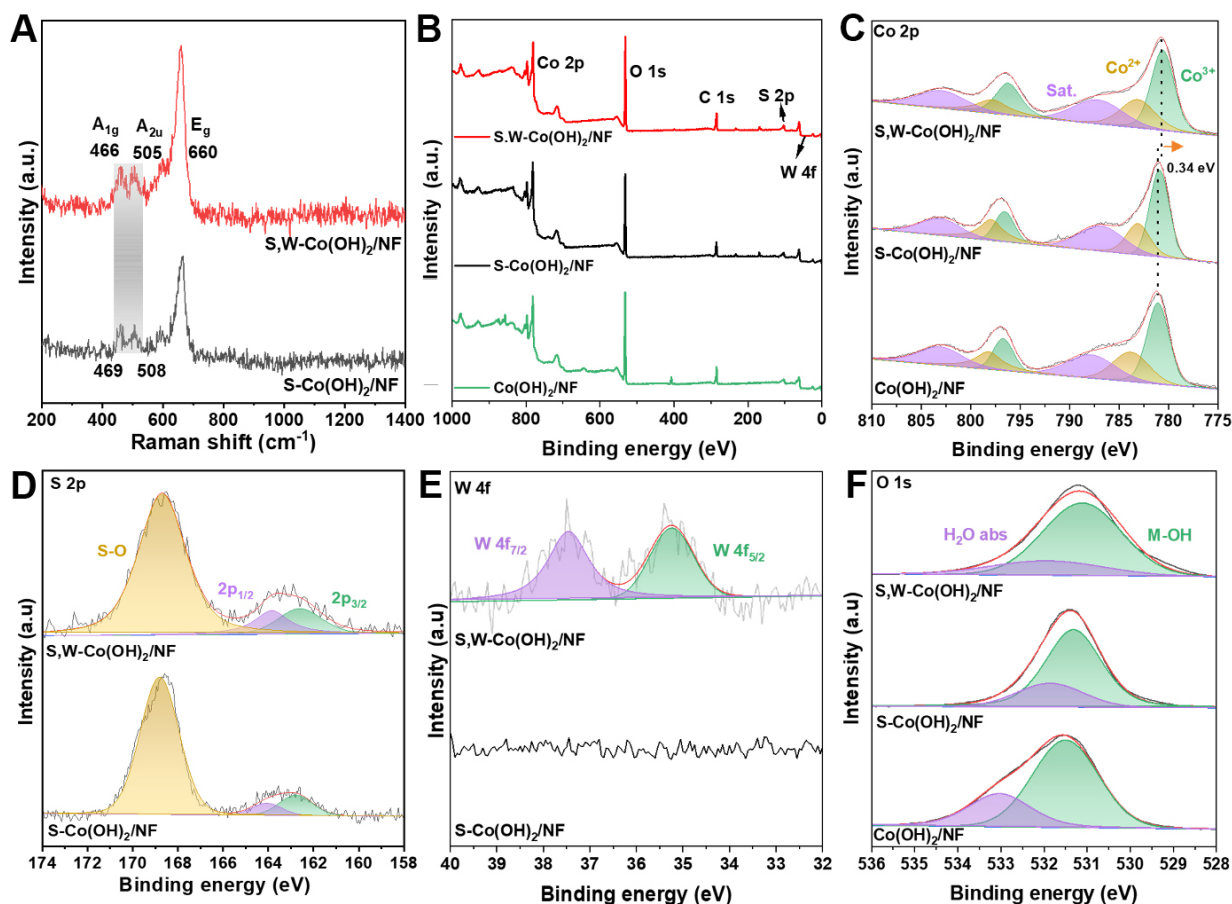 A
A1g A2u Eg
466 505 660
S,W-Co(OH)2/NF
469 508
S-Co(OH)2/NF
200 400 600 800 1000 1200 1400
Raman shift (cm-1)
Intensity (a.u.)
B
Co 2p
O 1s
C 1s
S 2p
W 4f
S.W-Co(OH)2/NF
S-Co(OH)2/NF
Co(OH)2/NF
1000 800 600 400 200 0
Binding energy (eV)
Intensity (a.u.)
C
Co 2p
Sat.
Co2+
Co3+
S,W-Co(OH)2/NF
0.34 eV
S-Co(OH)2/NF
Co(OH)2/NF
810 805 800 795 790 785 780 775
Binding energy (eV)
Intensity (a.u.)
D
S 2p
S-O
2p1/2
2p3/2
S,W-Co(OH)2/NF
S-Co(OH)2/NF
174 172 170 168 166 164 162 160 158
Binding energy (eV)
Intensity (a.u.)
E
W 4f
W 4f7/2
W 4f5/2
S,W-Co(OH)2/NF
S-Co(OH)2/NF
40 39 38 37 36 35 34 33 32
Binding energy (eV)
Intensity (a.u)
F
O 1s
H2O abs
M-OH
S,W-Co(OH)2/NF
S-Co(OH)2/NF
Co(OH)2/NF
536 534 533 532 530 529 528
Binding energy (eV)
Intensity (a.u)